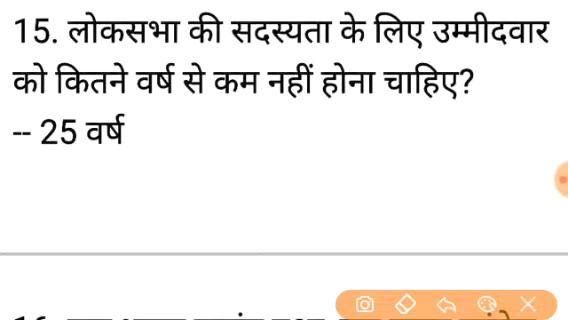 15. लोकसभा की सदस्यता के लिए उम्मीदवार
को कितने वर्ष से कम नहीं होना चाहिए?
-- 25 वर्ष